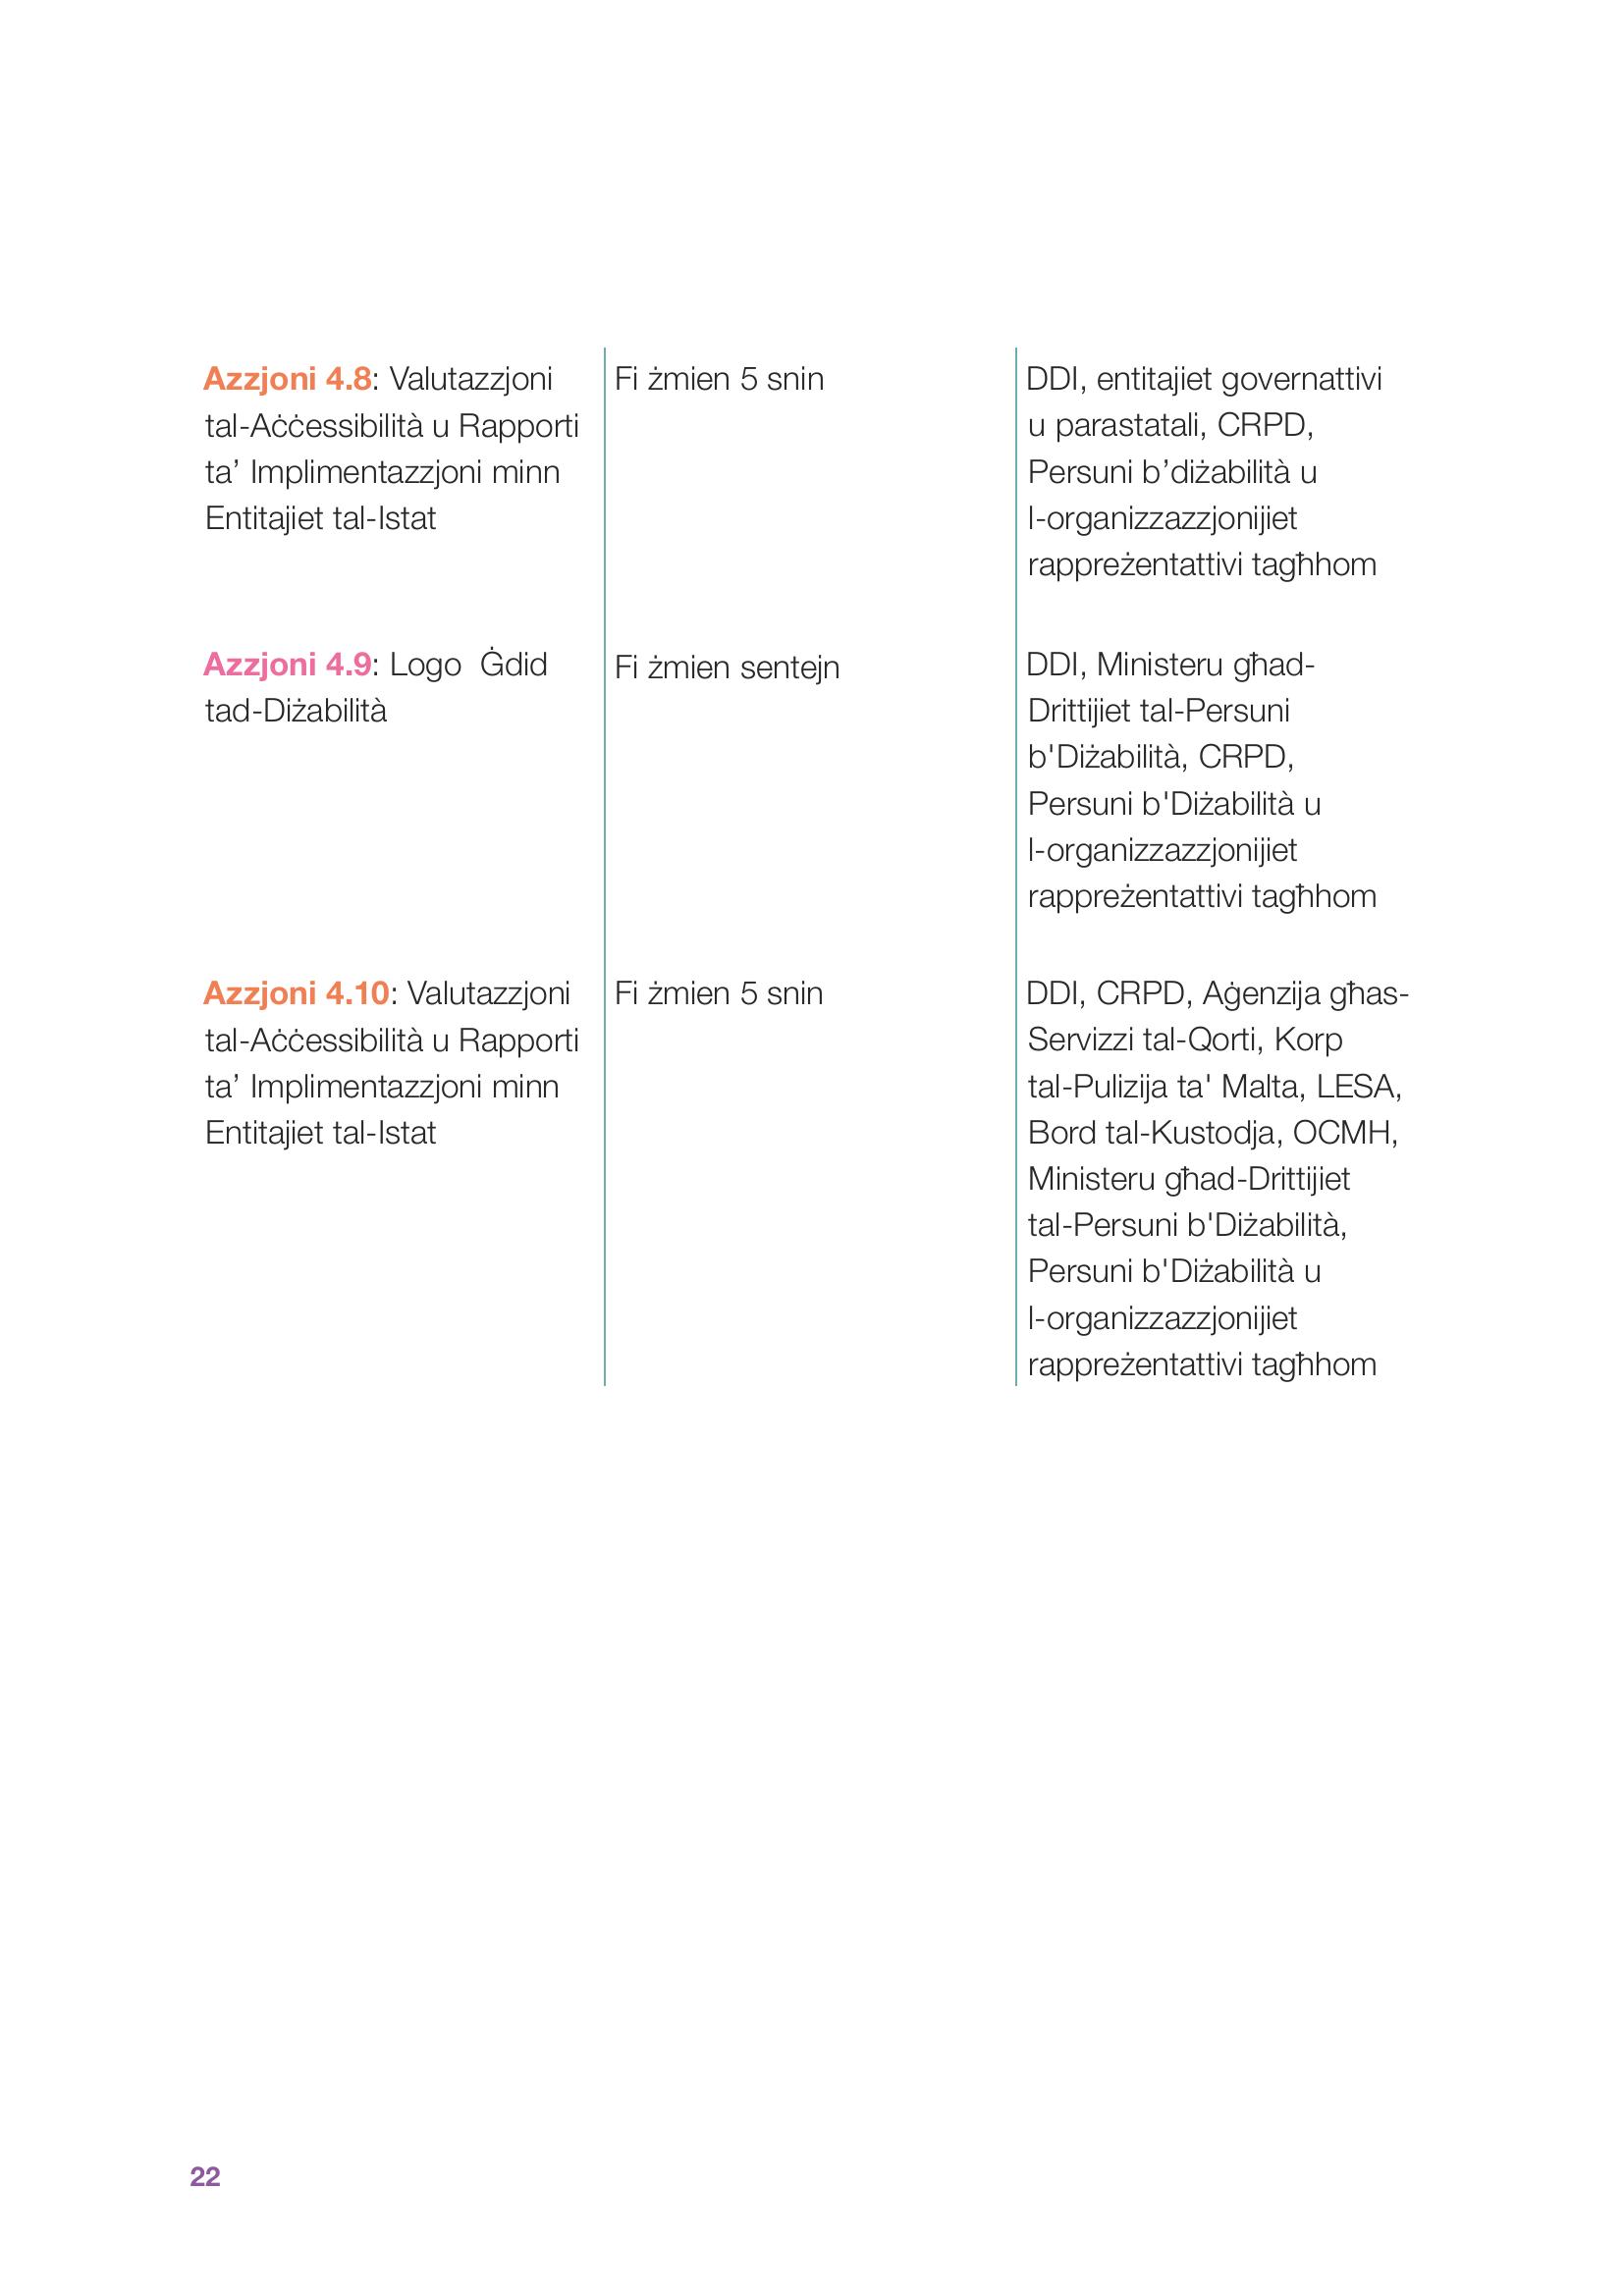 Azzjoni 4.8: Valutazzjoni
tal-Aċċessibilità u Rapporti
ta’ Implimentazzjoni minn
Entitajiet tal-Istat
Fi żmien 5 snin
DDI, entitajiet governattivi
u parastatali, CRPD,
Persuni b’diżabilità u
l-organizzazzjonijiet
rappreżentattivi tagħhom
Azzjoni 4.9: Logo  Ġdid
tad-Diżabilità
Fi żmien sentejn
DDI, Ministeru għad-
Drittijiet tal-Persuni
b'Diżabilità, CRPD,
Persuni b'Diżabilità u
l-organizzazzjonijiet
rappreżentattivi tagħhom
Azzjoni 4.10: Valutazzjoni
tal-Aċċessibilità u Rapporti
ta’ Implimentazzjoni minn
Entitajiet tal-Istat
Fi żmien 5 snin
DDI, CRPD, Aġenzija għas-
Servizzi tal-Qorti, Korp
tal-Pulizija ta' Malta, LESA,
Bord tal-Kustodja, OCMH,
Ministeru għad-Drittijiet
tal-Persuni b'Diżabilità,
Persuni b'Diżabilità u
l-organizzazzjonijiet
rappreżentattivi tagħhom
22